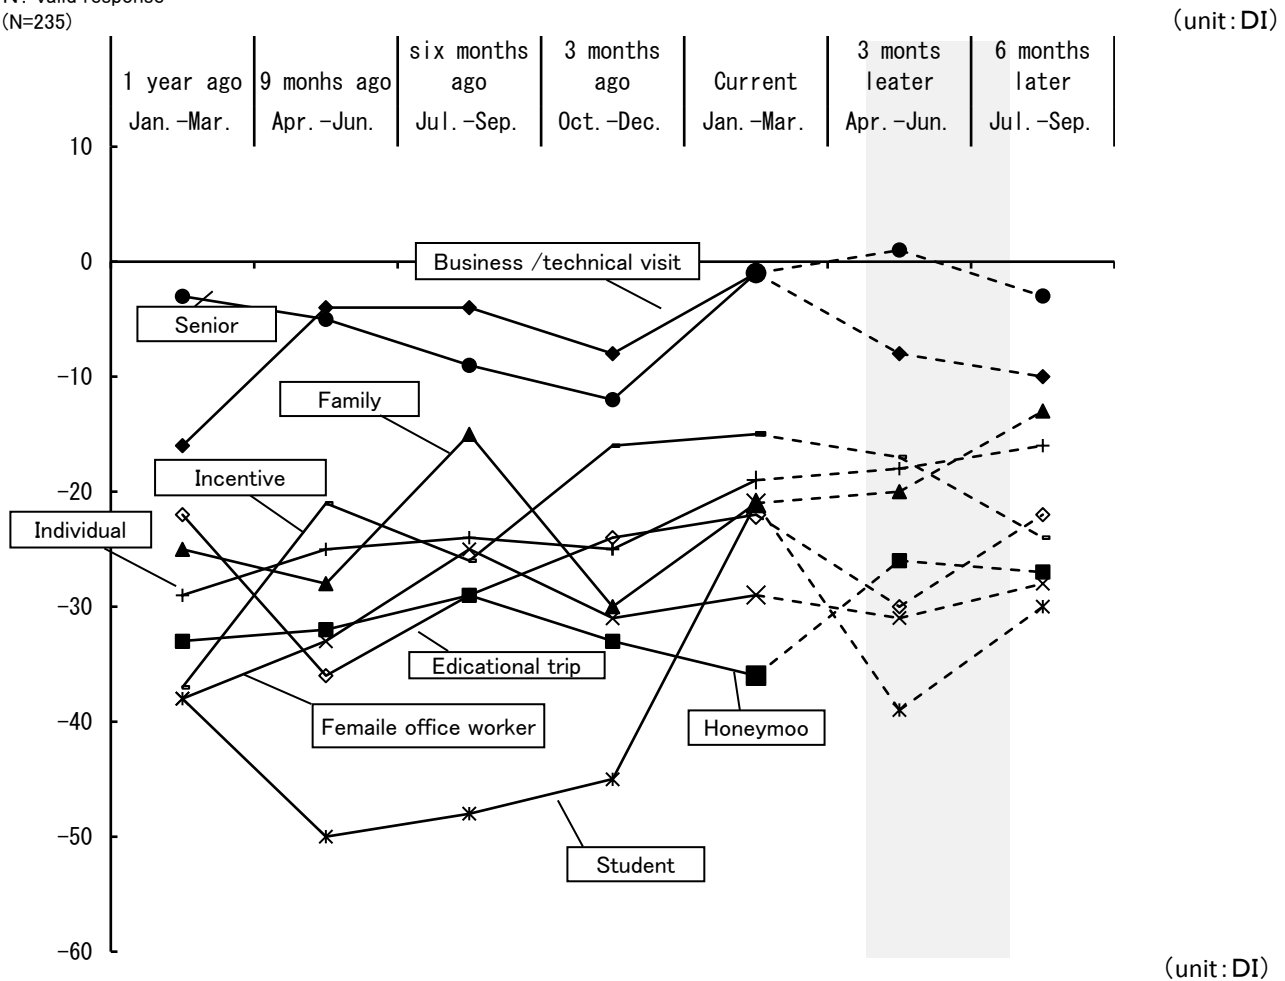 N: valid response
(N=235)
(unit:DI)
1 year ago
Jan.-Mar.
9 monhs ago
Apr.-Jun.
six months
ago
Jul.-Sep.
3 months
ago
Oct.-Dec.
Current
Jan.-Mar.
3 monts
leater
Apr.-Jun.
6 months
later
Jul.-Sep.
10
0
-10
-20
-30
-40
-50
-60
Business /technical visit
Senior
Family
Incentive
Individual
Edicational trip
Femaile office worker
Honeymoo
Student
(unit:DI)